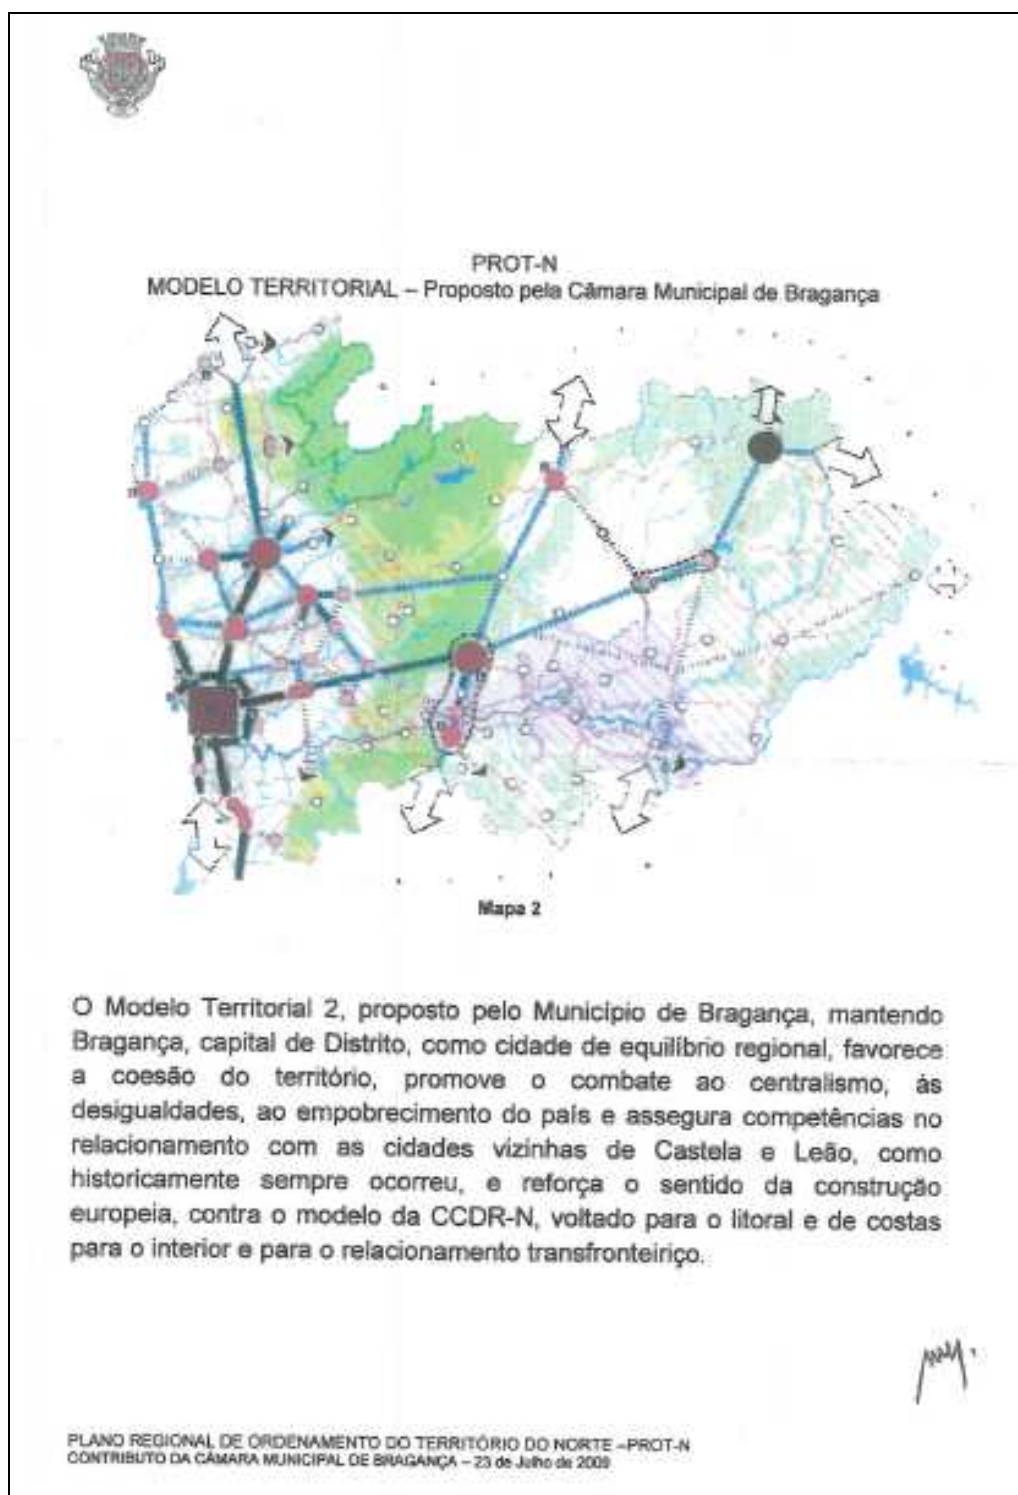 PROT-N
MODELO TERRITORIAL – Proposto pela Câmara Municipal de Bragança
Mapa 2
O Modelo Territorial 2, proposto pelo Município de Bragança, mantendo
Bragança, capital de Distrito, como cidade de equilíbrio regional, favorece
a coesão do território, promove o combate ao centralismo, às
desigualdades, ao empobrecimento do país e assegura competências no
relacionamento com as cidades vizinhas de Castela e Leão, como
historicamente sempre ocorreu, e reforça o sentido da construção
europeia, contra o modelo da CCDR-N, voltado para o litoral e de costas
para o interior e para o relacionamento transfronteiriço.
PLANO REGIONAL DE ORDENAMENTO DO TERRITÓRIO DO NORTE –PROT-N
CONTRIBUTO DA CÂMARA MUNICIPAL DE BRAGANÇA – 23 de Julho de 2009